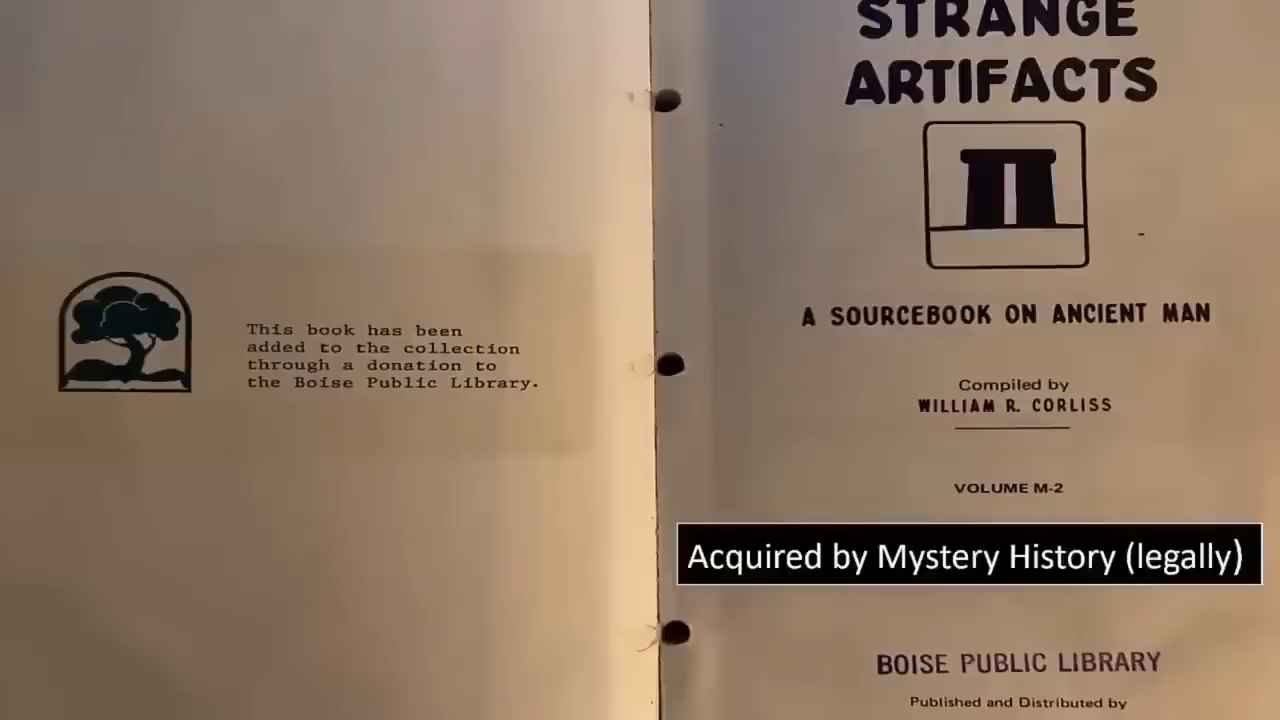 This book has been
added to the collection
through a donation to
the Boise Public Library.
STRANGE
ARTIFACTS
A SOURCEBOOK ON ANCIENT MAN
Compiled by
WILLIAM R. CORLISS
VOLUME M-2
Acquired by Mystery History (legally)
BOISE PUBLIC LIBRARY
Published and Distributed by